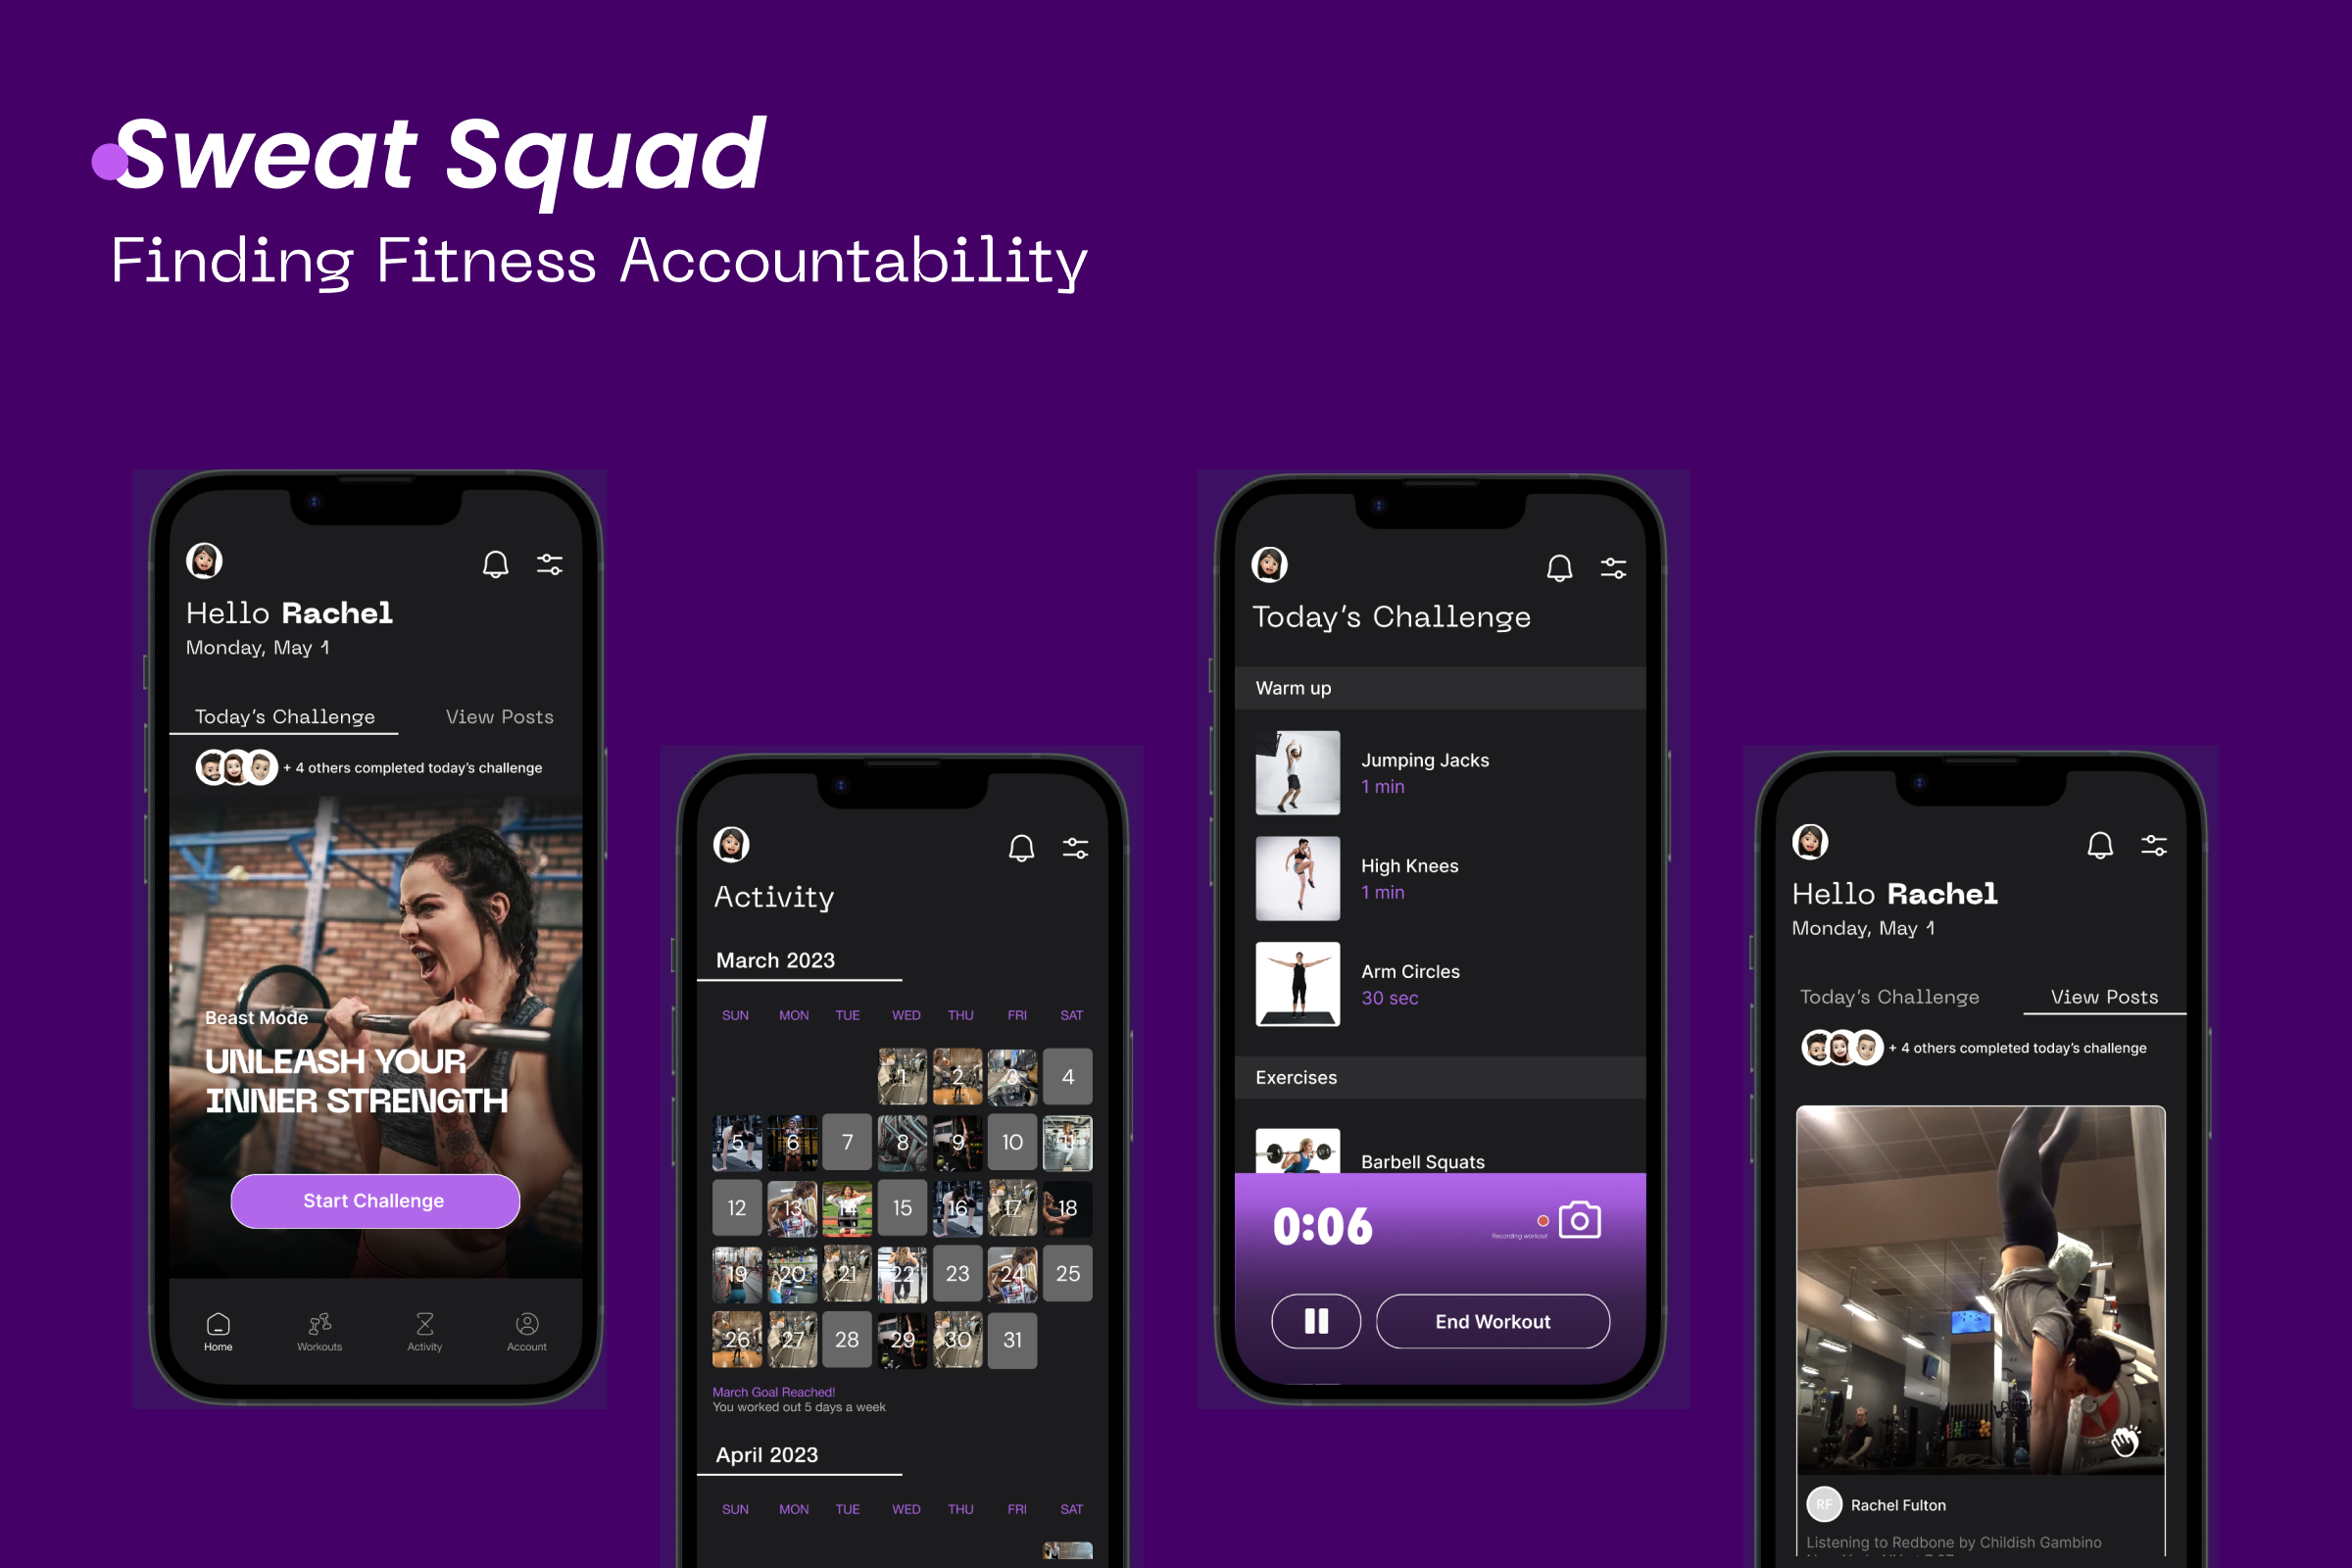 Sweat Squad
Finding Fitness Accountability
Hello Rachel
Monday, May 1
Today's Challenge View Posts
+ 4 others completed today's challenge
Beast Mode
UNLEASH YOUR
INNER STRENGTH
Start Challenge
Home Workouts Activity Account
Activity
March 2023
SUN MON TUE WED THU FRI SAT
1 2 3 4
5 6 7 8 9 10 11
12 13 14 15 16 17 18
19 20 21 22 23 24 25
26 27 28 29 30 31
March Goal Reached!
You worked out 5 days a week
April 2023
SUN MON TUE WED THU FRI SAT
Today's Challenge
Warm up
Jumping Jacks
1 min
High Knees
1 min
Arm Circles
30 sec
Exercises
Barbell Squats
0:06
Recording workout
End Workout
Hello Rachel
Monday, May 1
Today's Challenge View Posts
+ 4 others completed today's challenge
RF Rachel Fulton
Listening to Redbone by Childish Gambino